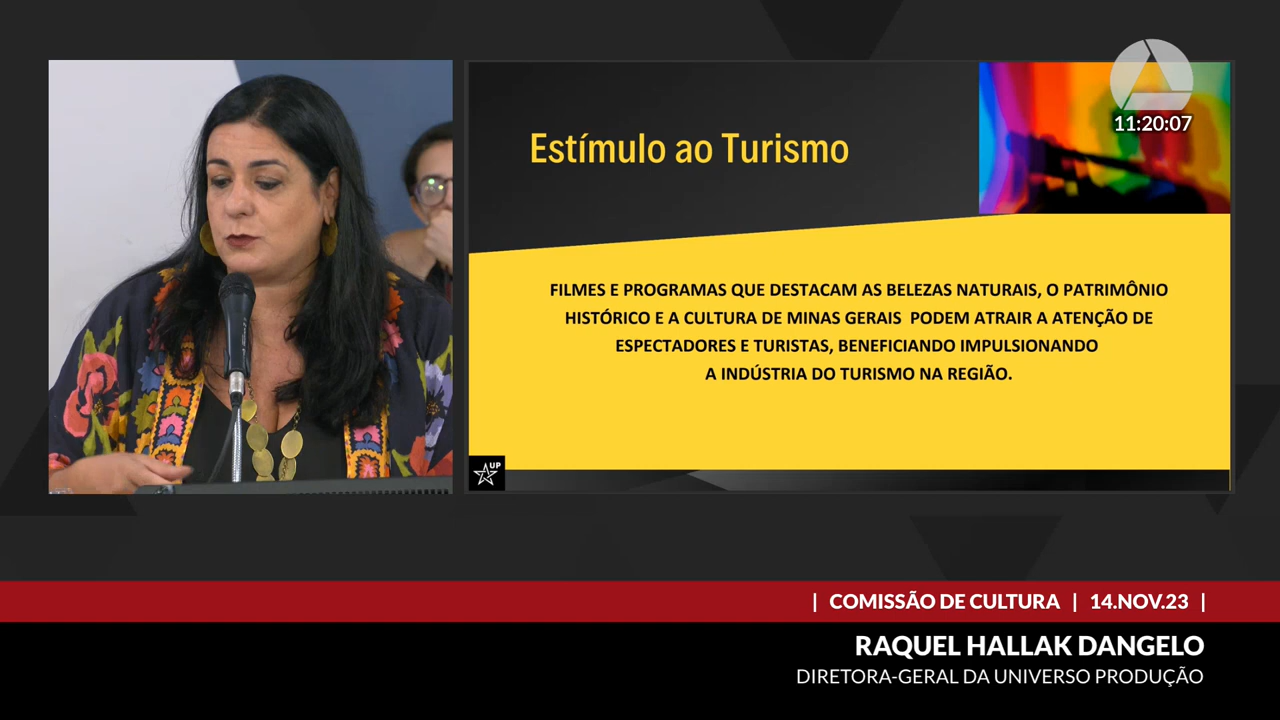 11:20:07
Estímulo ao Turismo
FILMES E PROGRAMAS QUE DESTACAM AS BELEZAS NATURAIS, O PATRIMÔNIO
HISTÓRICO E A CULTURA DE MINAS GERAIS PODEM ATRAIR A ATENÇÃO DE
ESPECTADORES E TURISTAS, BENEFICIANDO IMPULSIONANDO
A INDÚSTRIA DO TURISMO NA REGIÃO.
UP
| COMISSÃO DE CULTURA | 14.NOV.23 |
RAQUEL HALLAK DANGELO
DIRETORA-GERAL DA UNIVERSO PRODUÇÃO